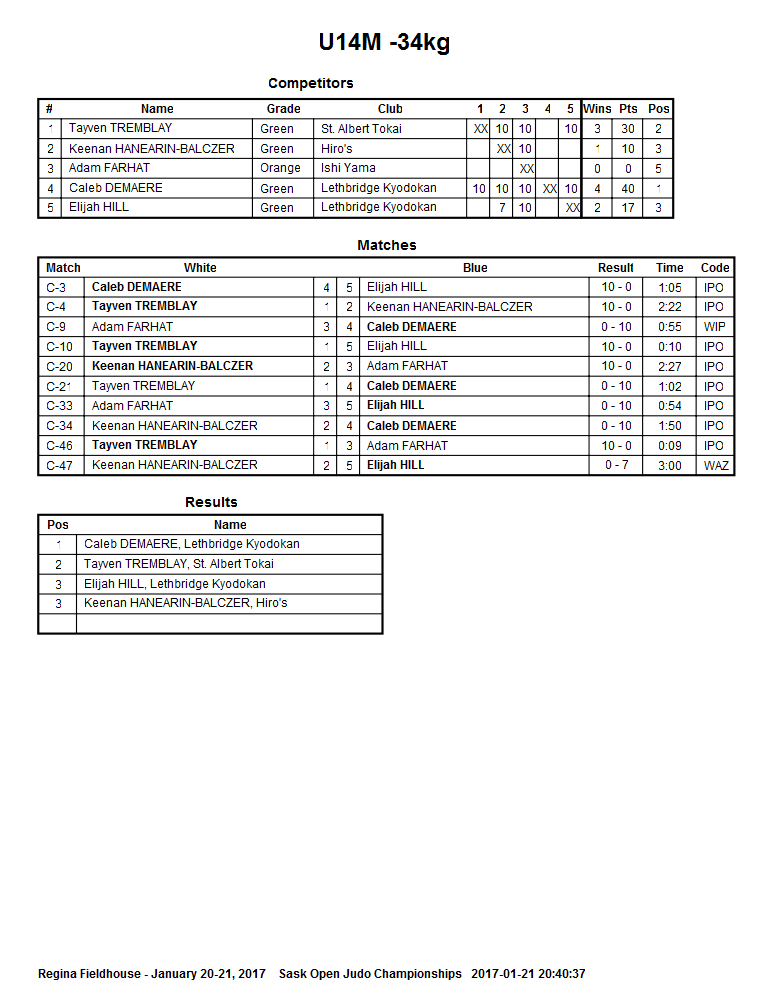 U14M -34kg
Competitors
# Name Grade Club 1 2 3 4 5 Wins Pts Pos
1 Tayven TREMBLAY Green St. Albert Tokai XX 10 10 10 3 30 2
2 Keenan HANEARIN-BALCZER Green Hiro's XX 10 1 10 3
3 Adam FARHAT Orange Ishi Yama XX 0 0 5
4 Caleb DEMAERE Green Lethbridge Kyodokan 10 10 10 XX 10 4 40 1
5 Elijah HILL Green Lethbridge Kyodokan 7 10 XX 2 17 3
Matches
Match White Blue Result Time Code
C-3 Caleb DEMAERE 4 5 Elijah HILL 10 - 0 1:05 IPO
C-4 Tayven TREMBLAY 1 2 Keenan HANEARIN-BALCZER 10 - 0 2:22 IPO
C-9 Adam FARHAT 3 4 Caleb DEMAERE 0 - 10 0:55 WIP
C-10 Tayven TREMBLAY 1 5 Elijah HILL 10 - 0 0:10 IPO
C-20 Keenan HANEARIN-BALCZER 2 3 Adam FARHAT 10 - 0 2:27 IPO
C-21 Tayven TREMBLAY 1 4 Caleb DEMAERE 0 - 10 1:02 IPO
C-33 Adam FARHAT 3 5 Elijah HILL 0 - 10 0:54 IPO
C-34 Keenan HANEARIN-BALCZER 2 4 Caleb DEMAERE 0 - 10 1:50 IPO
C-46 Tayven TREMBLAY 1 3 Adam FARHAT 10 - 0 0:09 IPO
C-47 Keenan HANEARIN-BALCZER 2 5 Elijah HILL 0 - 7 3:00 WAZ
Results
Pos Name
1 Caleb DEMAERE, Lethbridge Kyodokan
2 Tayven TREMBLAY, St. Albert Tokai
3 Elijah HILL, Lethbridge Kyodokan
3 Keenan HANEARIN-BALCZER, Hiro's
Regina Fieldhouse - January 20-21, 2017 Sask Open Judo Championships 2017-01-21 20:40:37